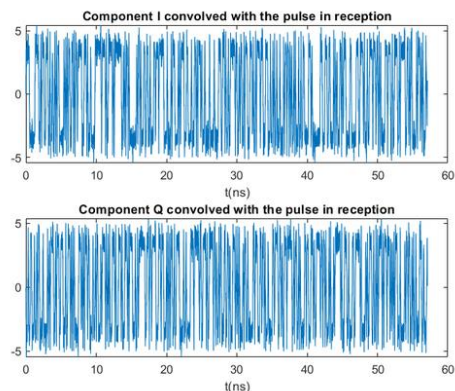 Component I convolved with the pulse in reception
5
0
-5
0 10 20 30 40 50 60
t(ns)
Component Q convolved with the pulse in reception
5
0
-5
0 10 20 30 40 50 60
t(ns)